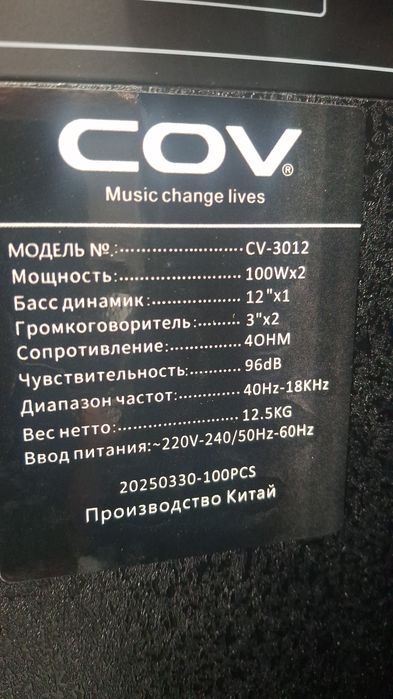 COV®
Music change lives
МОДЕЛЬ №:........................CV-3012
Мощность:........................100Wx2
Басс динамик:..................12"x1
Громкоговоритель:.........3"x2
Сопротивление:...............4OHM
Чувствительность:...........96dB
Диапазон частот:.............40Hz-18KHz
Вес нетто:........................12.5KG
Ввод питания:~220V-240/50Hz-60Hz
20250330-100PCS
Производство Китай